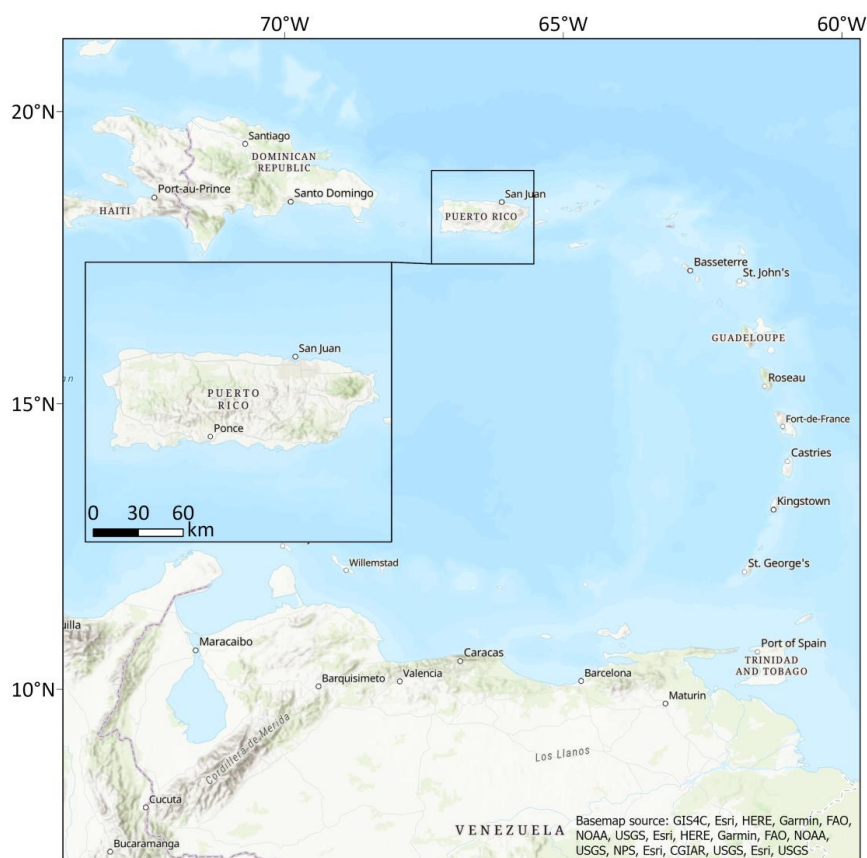 70°W
65°W
60°W
20°N
Santiago
DOMINICAN
REPUBLIC
Port-au-Prince
Santo Domingo
HAITI
San Juan
PUERTO RICO
Basseterre
St. John's
GUADELOUPE
Roseau
Fort-de-France
Castries
Kingstown
St. George's
15°N
San Juan
PUERTO
RICO
Ponce
0 30 60
km
Willemstad
Maracaibo
Caracas
Port of Spain
TRINIDAD
AND TOBAGO
10°N
Barquisimeto
Valencia
Barcelona
Maturin
Cordillera de Merida
Los Llanos
Cucuta
Bucaramanga
VENEZUELA
Basemap source: GIS4C, Esri, HERE, Garmin, FAO,
NOAA, USGS, Esri, HERE, Garmin, FAO, NOAA,
USGS, NPS, Esri, CGIAR, USGS, Esri, USGS